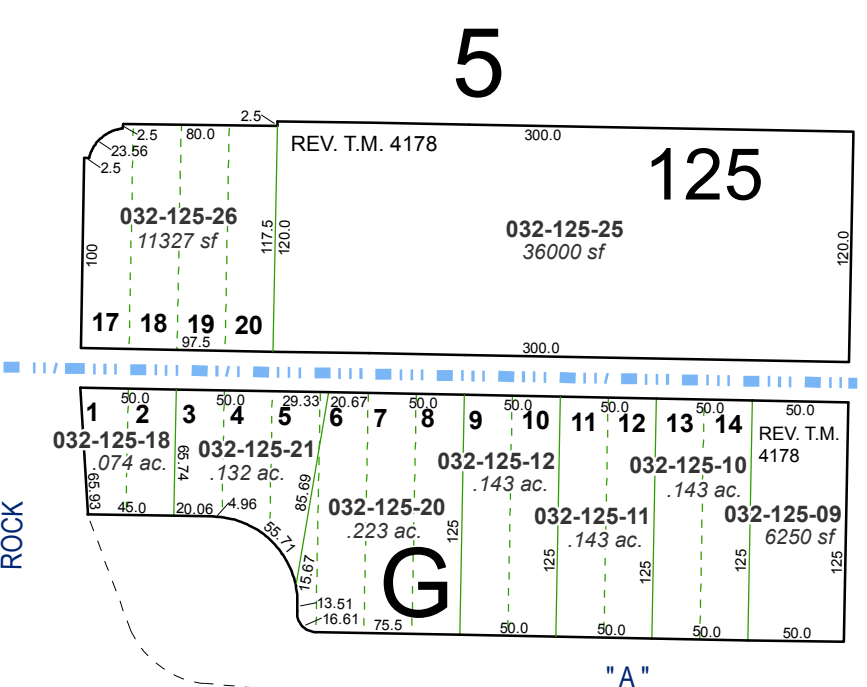 5
2.5
2.5
80.0
300.0
REV. T.M. 4178
125
23.56
2.5
032-125-26
11327 sf
032-125-25
36000 sf
100
117.5
120.0
120.0
17 18 19 20
97.5
300.0
50.0 50.0 29.33 20.67 50.0 50.0 50.0 50.0 50.0
1 2 3 4 5 6 7 8 9 10 11 12 13 14
REV. T.M.
4178
032-125-18
.074 ac.
032-125-21
.132 ac.
032-125-12
.143 ac.
032-125-10
.143 ac.
65.93
65.74
85.69
032-125-20
.223 ac.
032-125-11
.143 ac.
032-125-09
6250 sf
45.0
20.06
4.96
55.71
15.67
125
125
125
125
125
G
13.51
16.61
75.5
50.0
50.0
50.0
50.0
ROCK
"A"